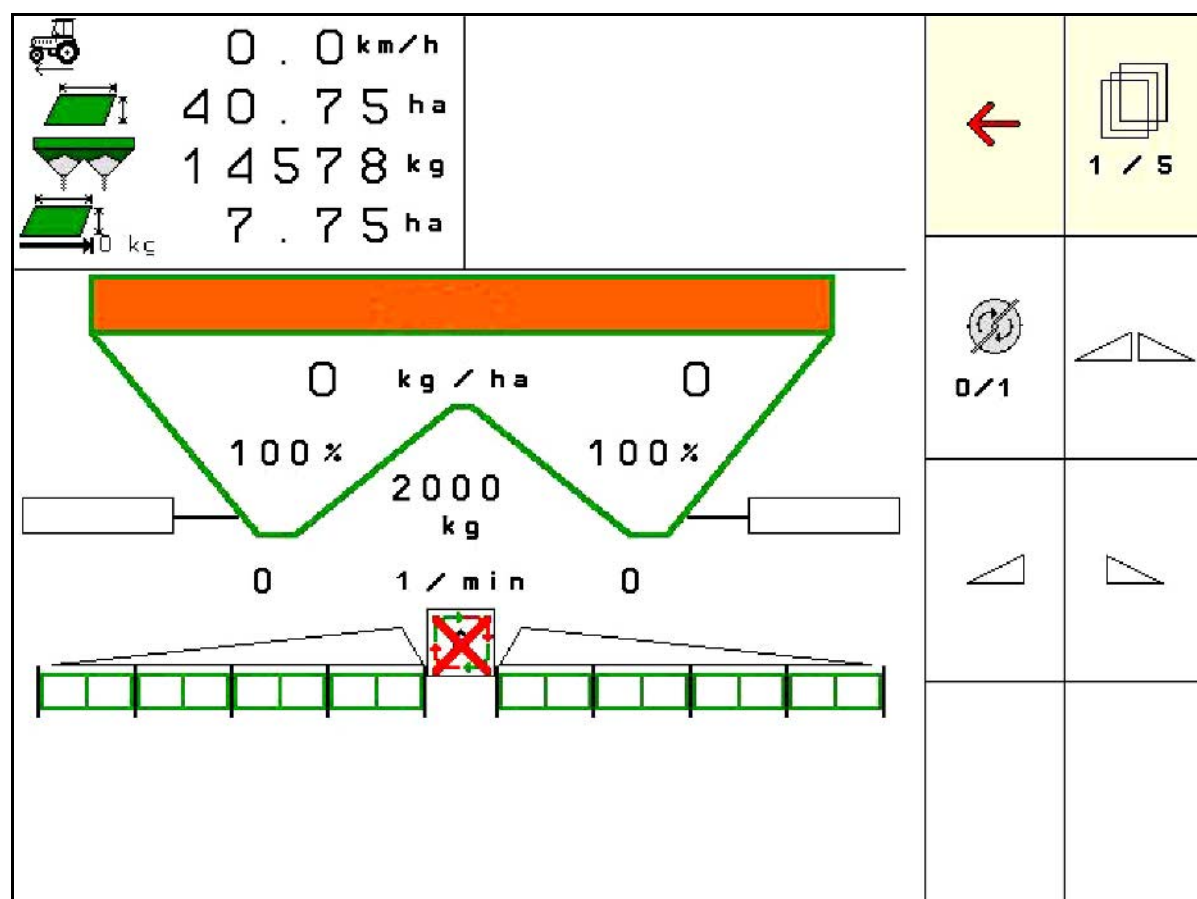 0.0 km/h
40.75 ha
14578 kg
7.75 ha
0 kg
1 / 5
0 kg/ha 0
0/1
100% 100%
2000
kg
0 1/min 0